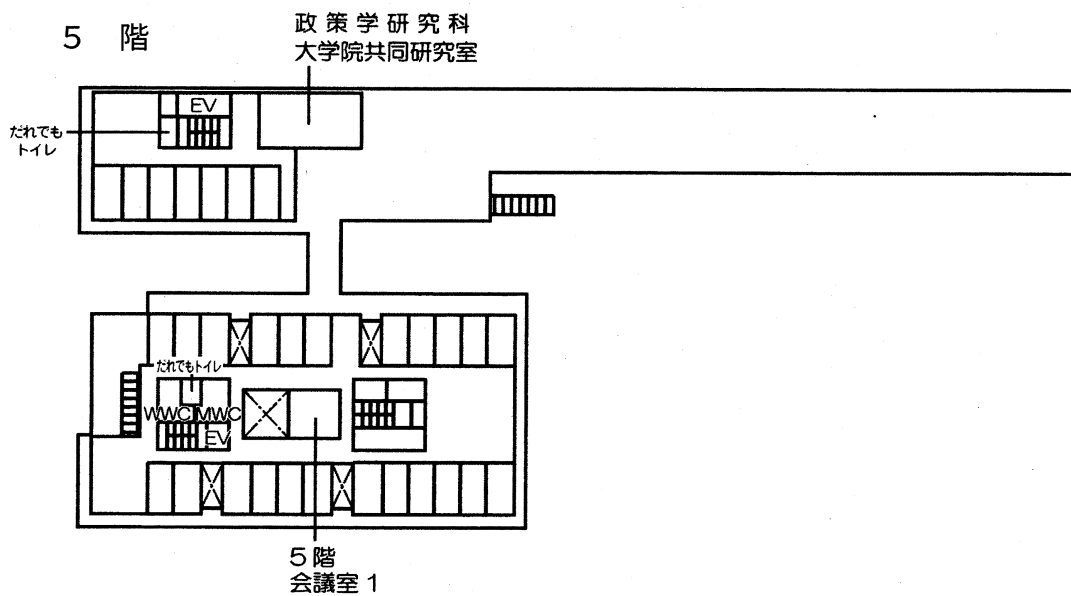 5 階
政策学研究科
大学院共同研究室
EV
だれでも
トイレ
だれでもトイレ
WWC MWC
EV
5階
会議室1